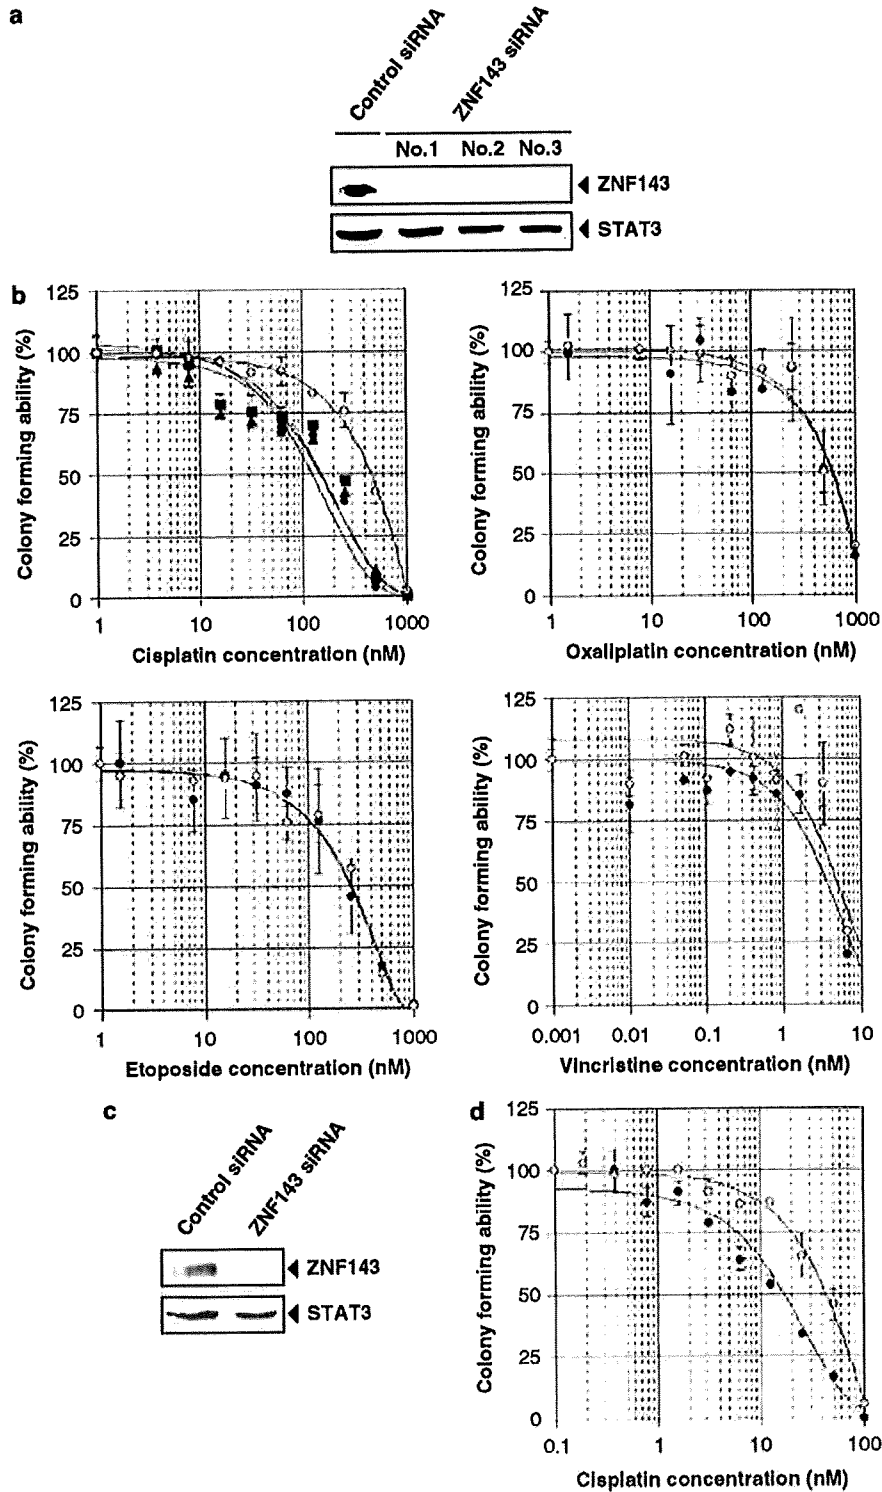 a
Control siRNA
ZNF143 siRNA
No.1 No.2 No.3
ZNF143
STAT3
b
125
100
75
50
25
0
Colony forming ability (%)
1 10 100 1000
Cisplatin concentration (nM)
125
100
75
50
25
0
Colony forming ability (%)
1 10 100 1000
Oxaliplatin concentration (nM)
125
100
75
50
25
0
Colony forming ability (%)
1 10 100 1000
Etoposide concentration (nM)
125
100
75
50
25
0
Colony forming ability (%)
0.001 0.01 0.1 1 10
Vincristine concentration (nM)
c
Control siRNA
ZNF143 siRNA
ZNF143
STAT3
d
125
100
75
50
25
0
Colony forming ability (%)
0.1 1 10 100
Cisplatin concentration (nM)